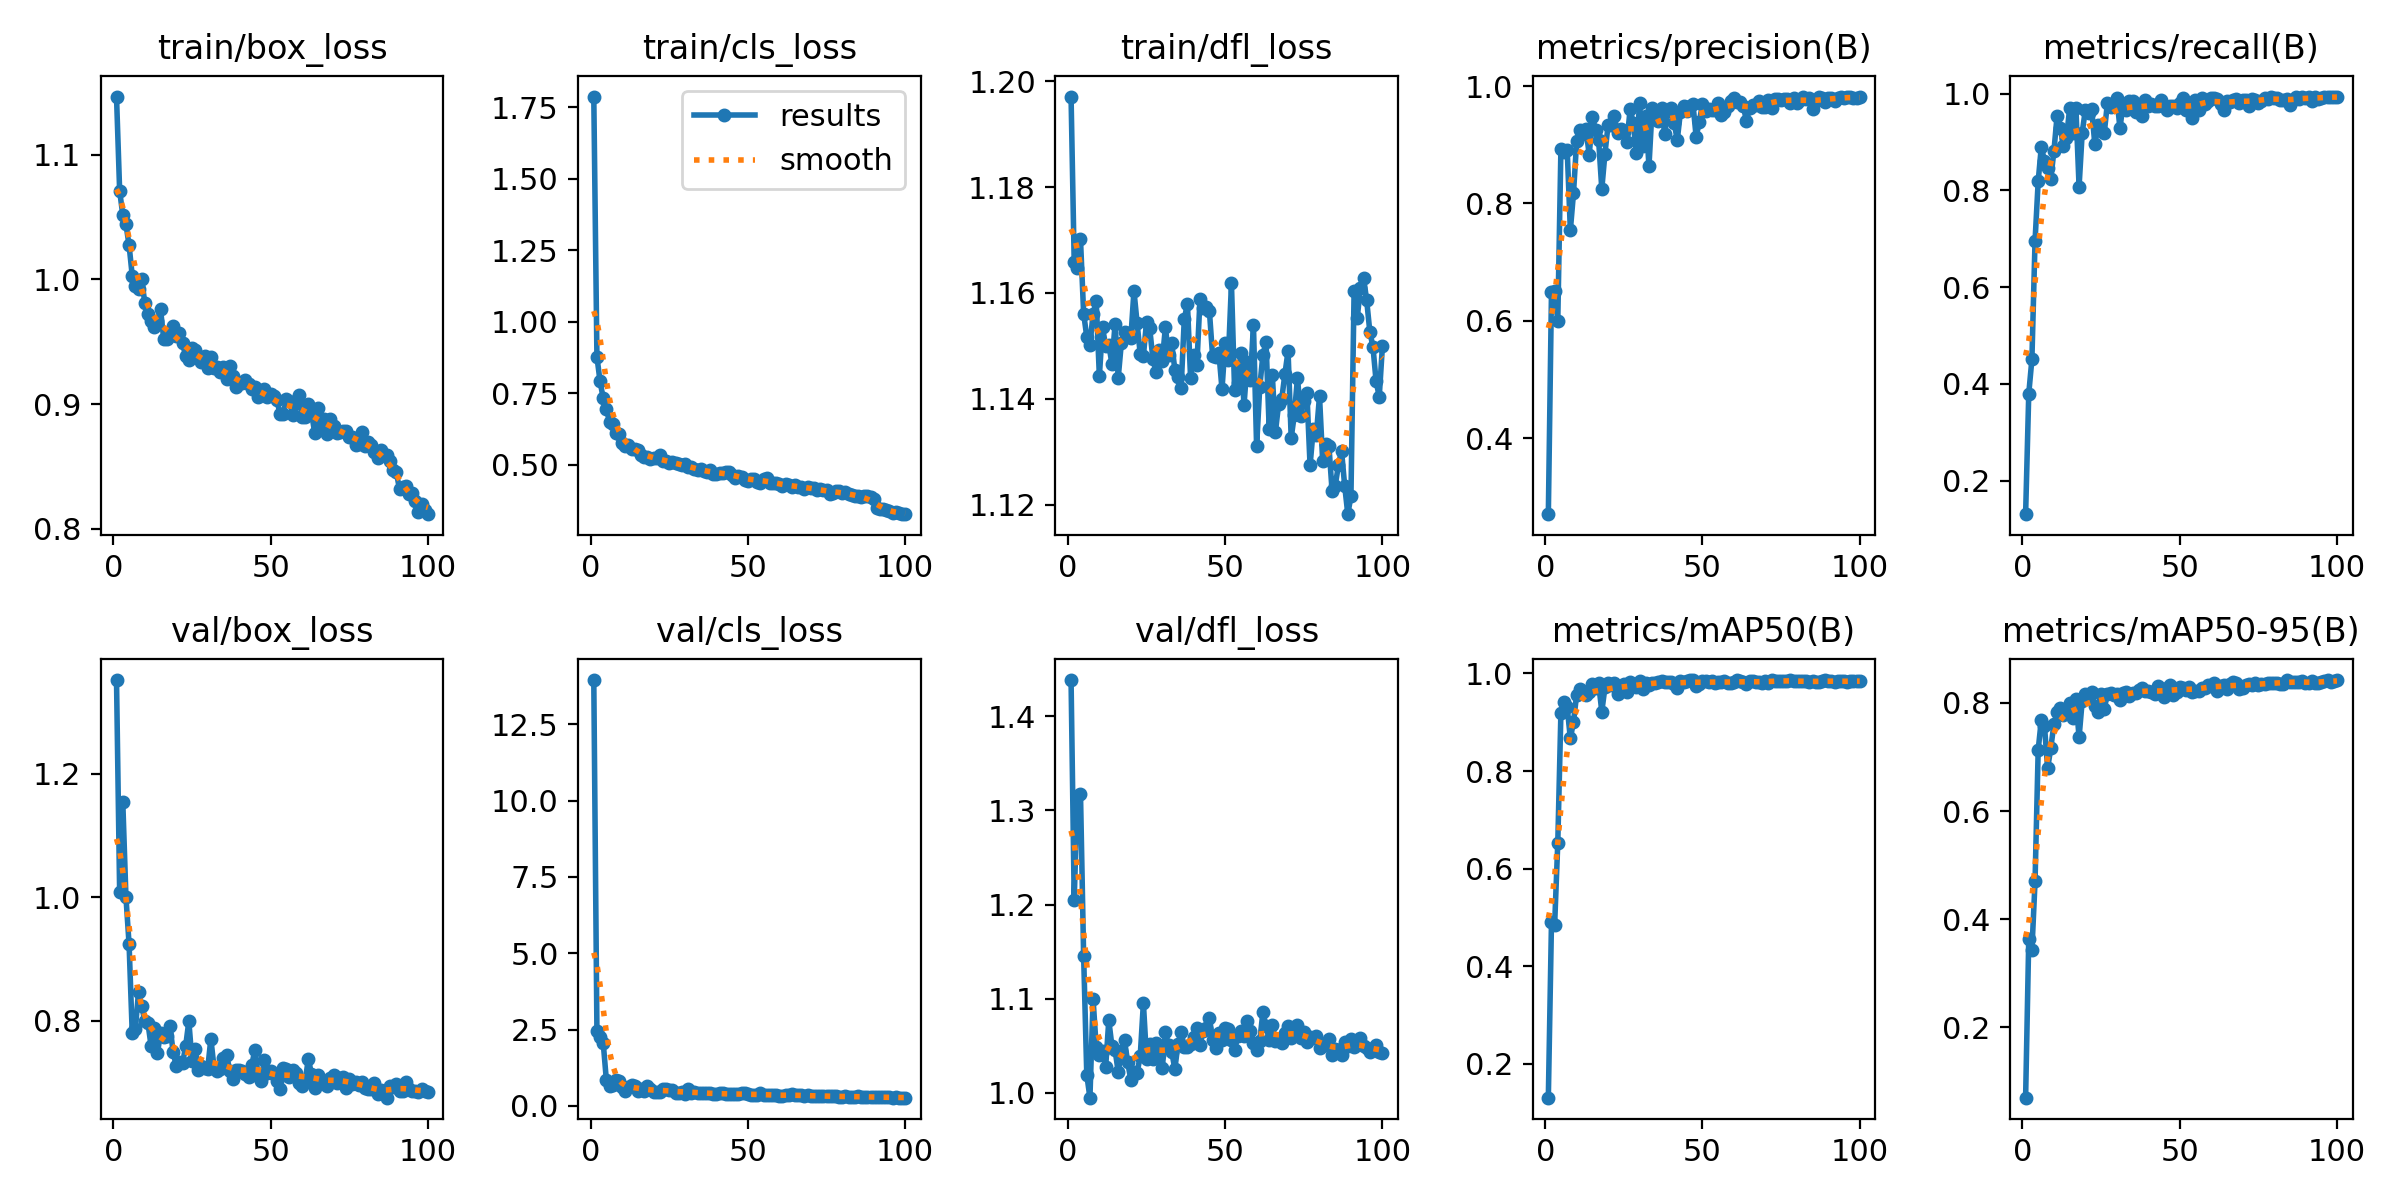 train/box_loss
1.1
1.0
0.9
0.8
0 50 100
train/cls_loss
results
smooth
1.75
1.50
1.25
1.00
0.75
0.50
0 50 100
train/dfl_loss
1.20
1.18
1.16
1.14
1.12
0 50 100
metrics/precision(B)
1.0
0.8
0.6
0.4
0 50 100
metrics/recall(B)
1.0
0.8
0.6
0.4
0.2
0 50 100
val/box_loss
1.2
1.0
0.8
0 50 100
val/cls_loss
12.5
10.0
7.5
5.0
2.5
0.0
0 50 100
val/dfl_loss
1.4
1.3
1.2
1.1
1.0
0 50 100
metrics/mAP50(B)
1.0
0.8
0.6
0.4
0.2
0 50 100
metrics/mAP50-95(B)
0.8
0.6
0.4
0.2
0 50 100